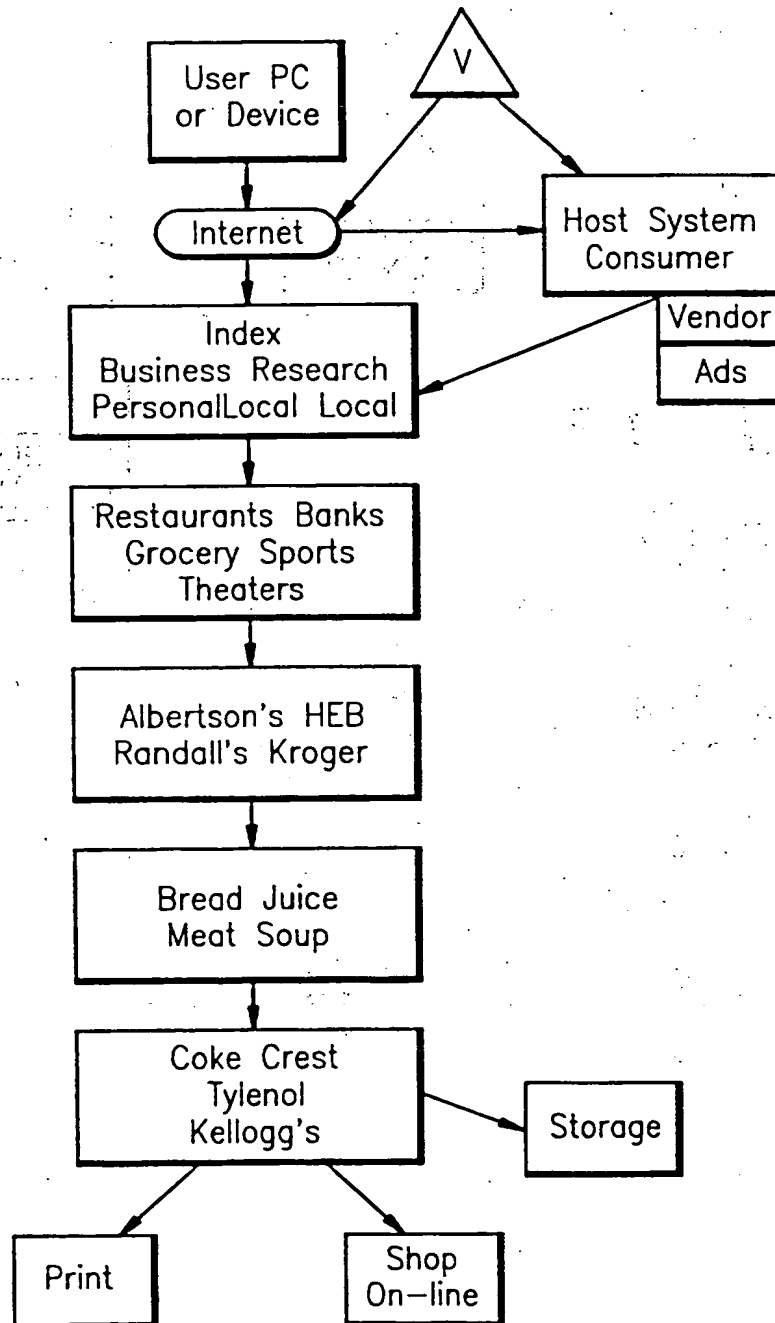 User PC
or Device
V
Internet
Host System
Consumer
Vendor
Ads
Index
Business Research
PersonalLocal Local
Restaurants Banks
Grocery Sports
Theaters
Albertson's HEB
Randall's Kroger
Bread Juice
Meat Soup
Coke Crest
Tylenol
Kellogg's
Storage
Print
Shop
On-line